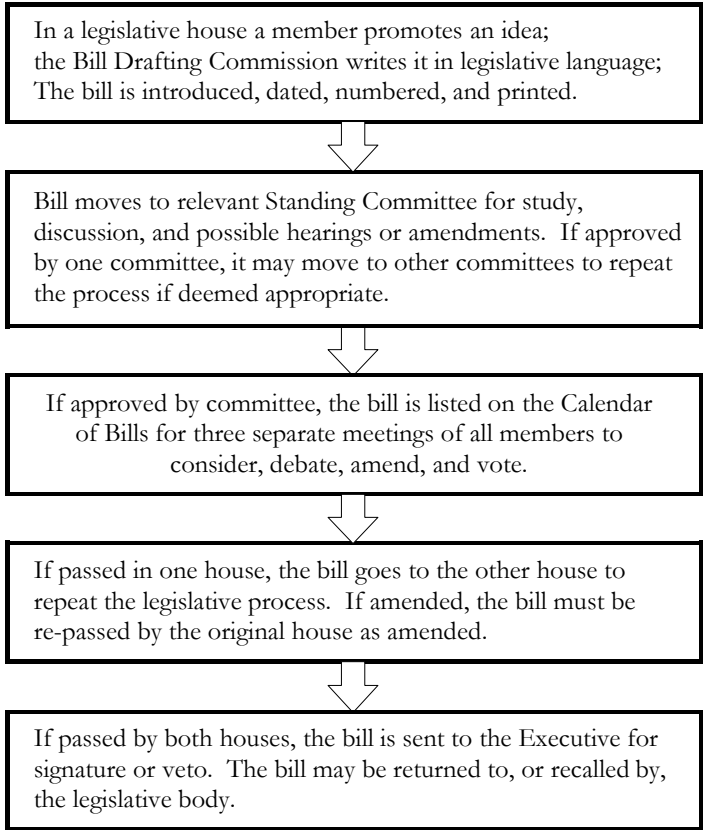 In a legislative house a member promotes an idea;
the Bill Drafting Commission writes it in legislative language;
The bill is introduced, dated, numbered, and printed.
Bill moves to relevant Standing Committee for study,
discussion, and possible hearings or amendments.  If approved
by one committee, it may move to other committees to repeat
the process if deemed appropriate.
If approved by committee, the bill is listed on the Calendar
of Bills for three separate meetings of all members to
consider, debate, amend, and vote.
If passed in one house, the bill goes to the other house to
repeat the legislative process.  If amended, the bill must be
re-passed by the original house as amended.
If passed by both houses, the bill is sent to the Executive for
signature or veto.  The bill may be returned to, or recalled by,
the legislative body.